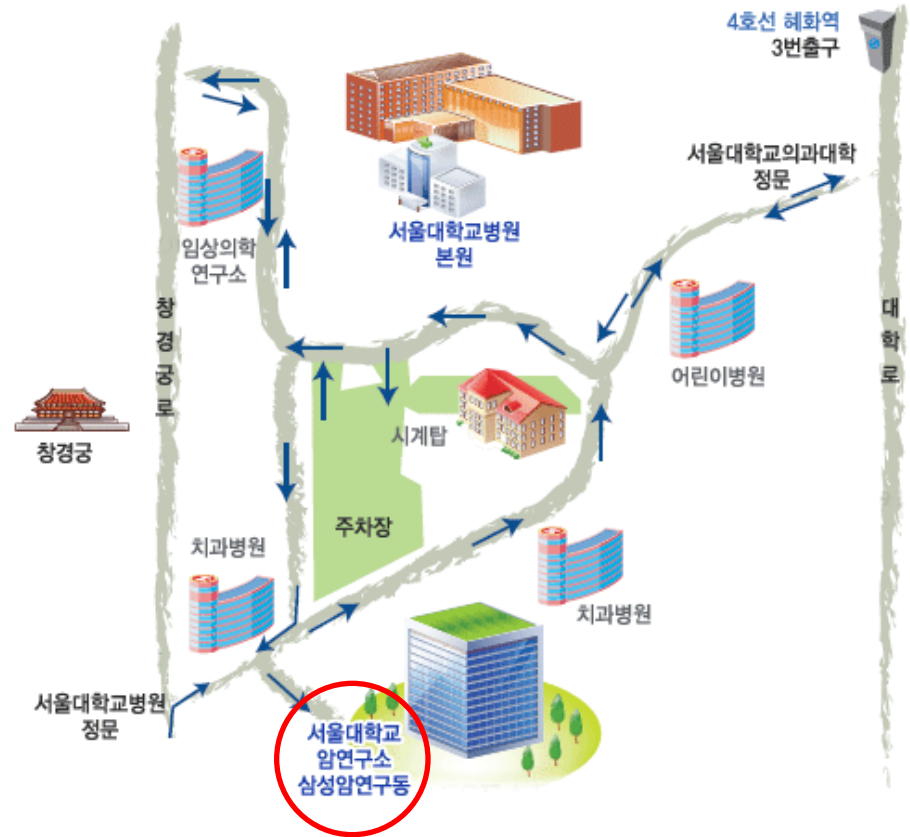 4호선 혜화역
3번출구
서울대학교의과대학
정문
서울대학교병원
본원
임상의학
연구소
창경궁로
대학로
어린이병원
창경궁
시계탑
주차장
치과병원
치과병원
서울대학교병원
정문
서울대학교
암연구소
삼성암연구동